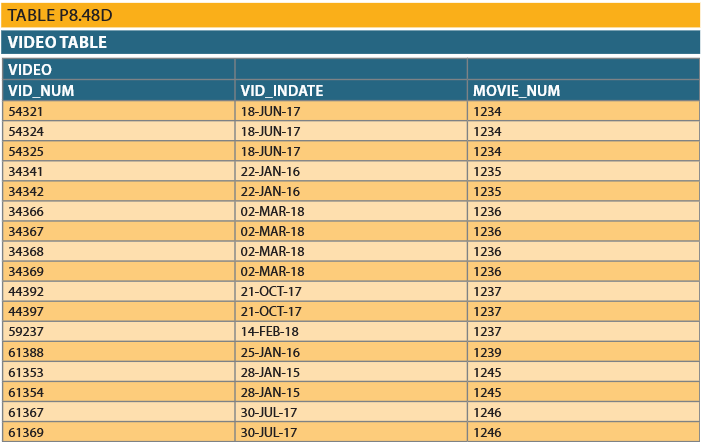 TABLE P8.48D
VIDEO TABLE
VIDEO
VID_NUM VID_INDATE MOVIE_NUM
54321 18-JUN-17 1234
54324 18-JUN-17 1234
54325 18-JUN-17 1234
34341 22-JAN-16 1235
34342 22-JAN-16 1235
34366 02-MAR-18 1236
34367 02-MAR-18 1236
34368 02-MAR-18 1236
34369 02-MAR-18 1236
44392 21-OCT-17 1237
44397 21-OCT-17 1237
59237 14-FEB-18 1237
61388 25-JAN-16 1239
61353 28-JAN-15 1245
61354 28-JAN-15 1245
61367 30-JUL-17 1246
61369 30-JUL-17 1246